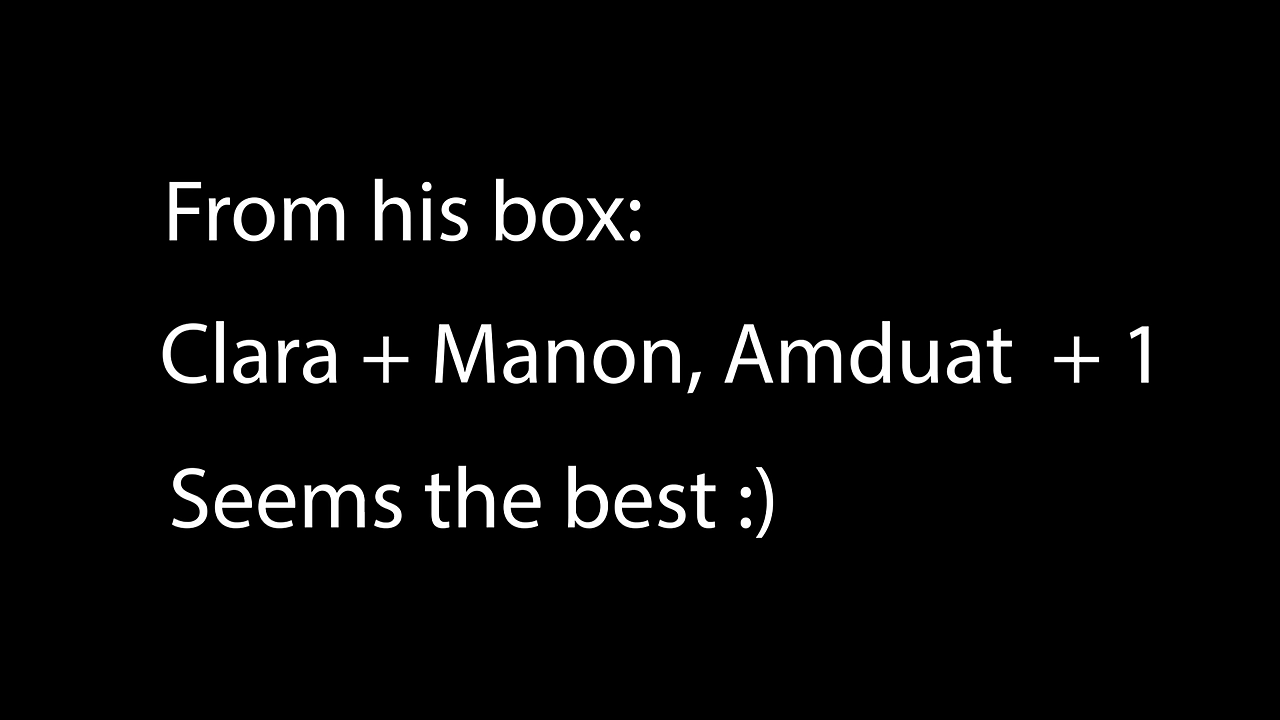 From his box:
Clara + Manon, Amduat + 1
Seems the best :)